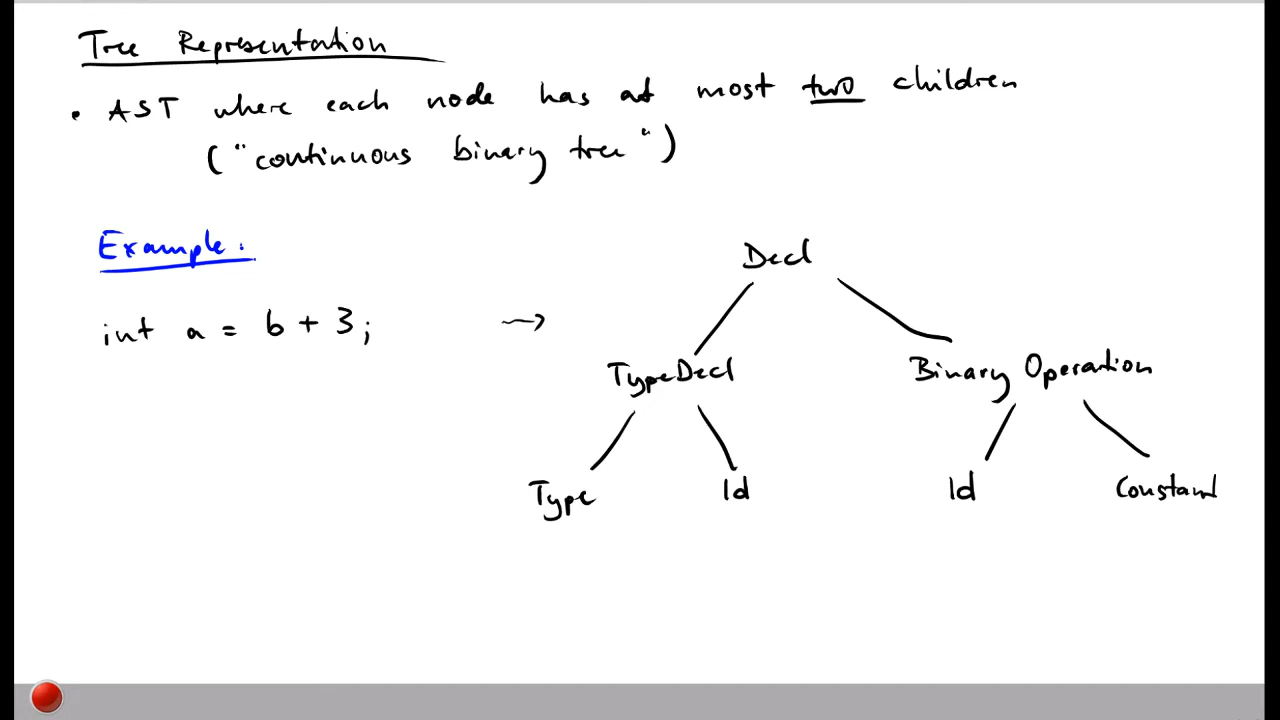 Tree Representation
• AST where each node has at most two children
("continuous binary tree")
Example:
int a = b + 3; → Decl
TypeDecl Binary Operation
Type Id Id Constant